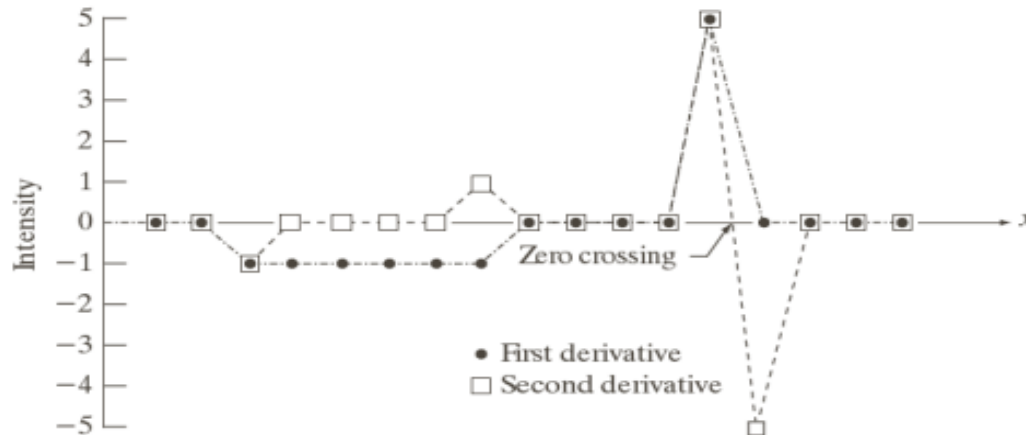 5
4
3
2
1
0
−1
−2
−3
−4
−5
Intensity
x
Zero crossing
First derivative
Second derivative